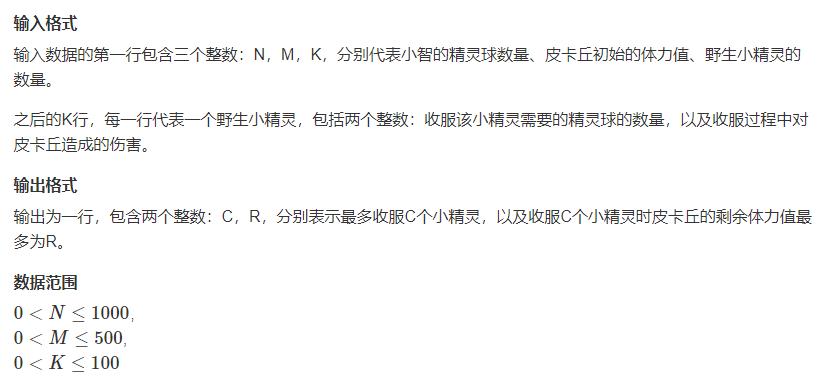 输入格式
输入数据的第一行包含三个整数：N，M，K，分别代表小智的精灵球数量、皮卡丘初始的体力值、野生小精灵的
数量。
之后的K行，每一行代表一个野生小精灵，包括两个整数：收服该小精灵需要的精灵球的数量，以及收服过程中对
皮卡丘造成的伤害。
输出格式
输出为一行，包含两个整数：C，R，分别表示最多收服C个小精灵，以及收服C个小精灵时皮卡丘的剩余体力值最
多为R。
数据范围
0 < N ≤ 1000,
0 < M ≤ 500,
0 < K ≤ 100